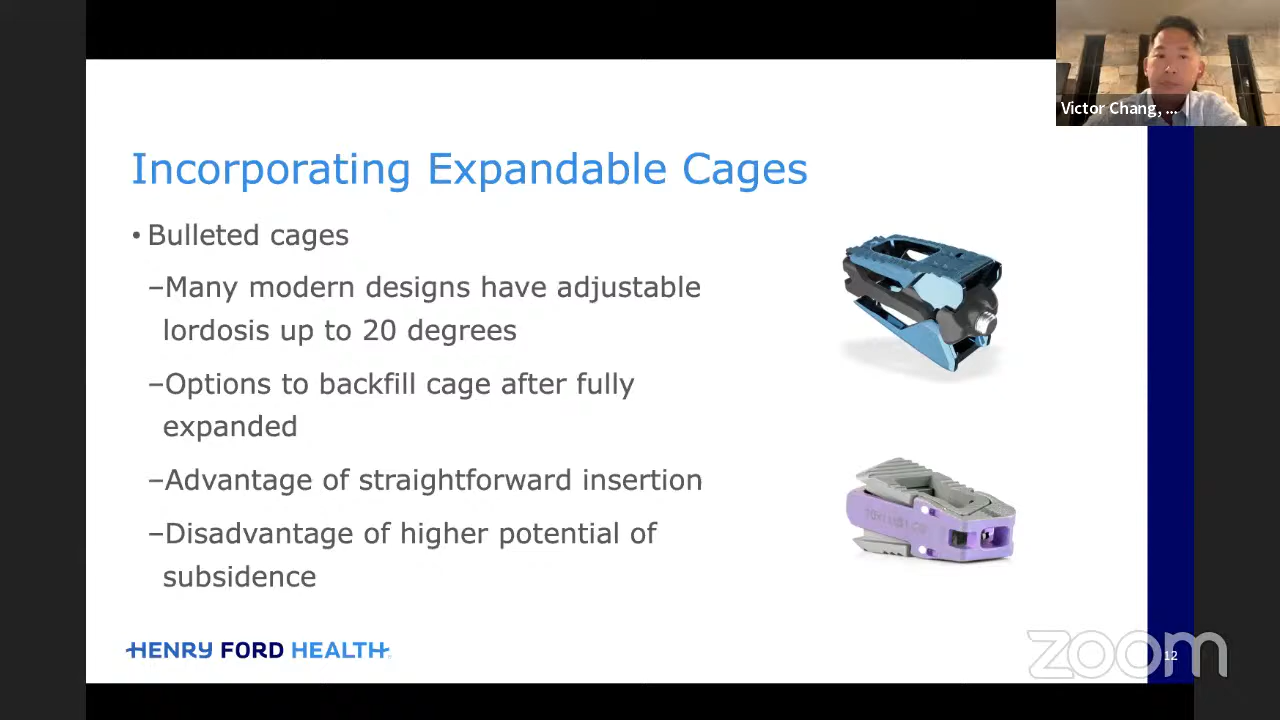 Victor Chang, ...
Incorporating Expandable Cages
• Bulleted cages
–Many modern designs have adjustable
lordosis up to 20 degrees
–Options to backfill cage after fully
expanded
–Advantage of straightforward insertion
–Disadvantage of higher potential of
subsidence
HENRY FORD HEALTH
zoom
12